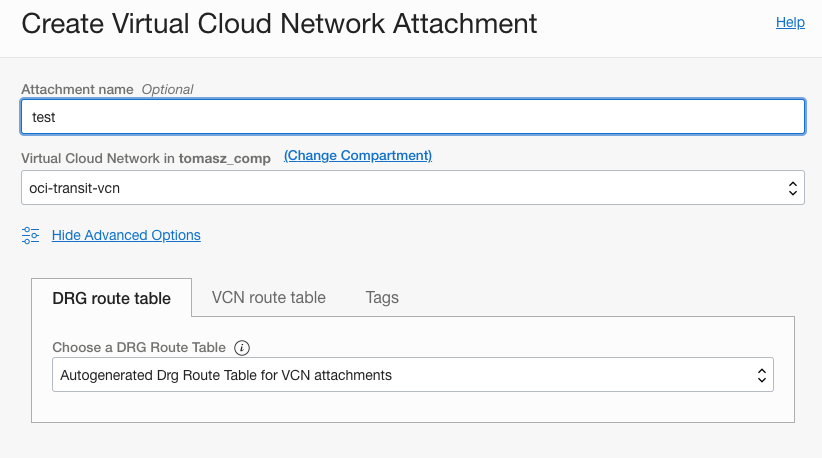 Create Virtual Cloud Network Attachment Help
Attachment name Optional
test
Virtual Cloud Network in tomasz_comp (Change Compartment)
oci-transit-vcn
Hide Advanced Options
DRG route table VCN route table Tags
Choose a DRG Route Table i
Autogenerated Drg Route Table for VCN attachments